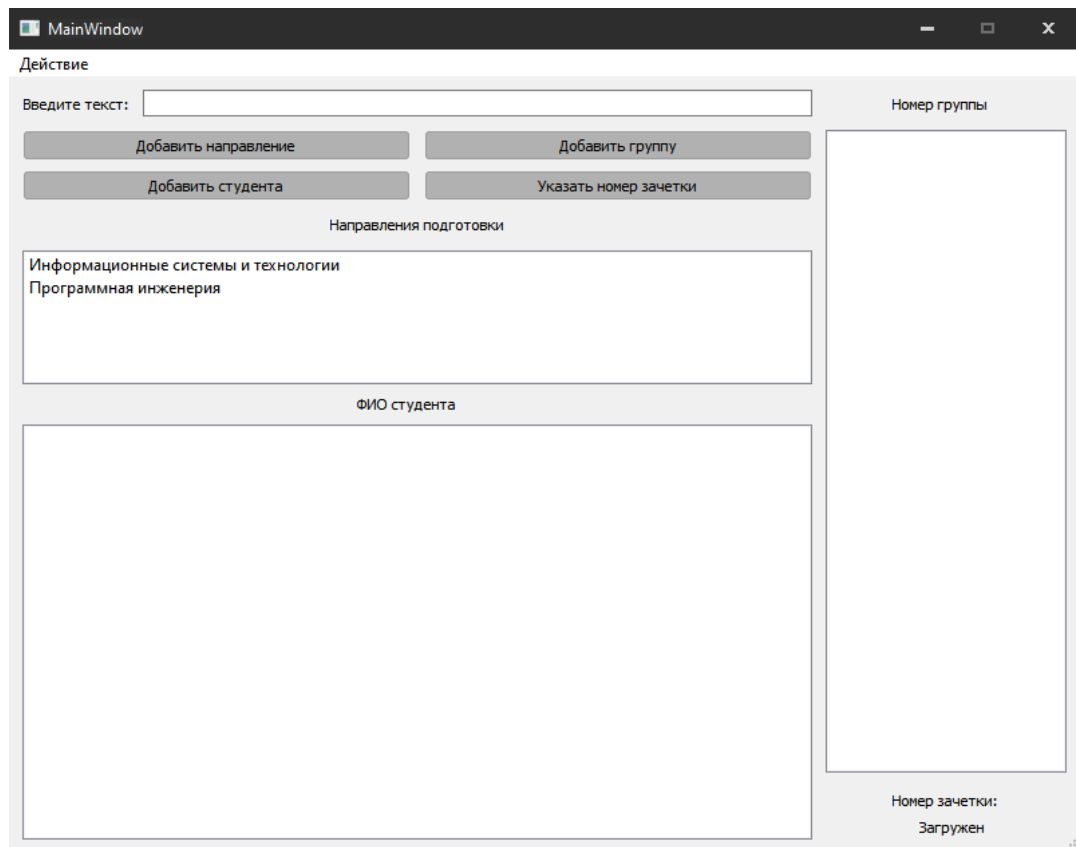 MainWindow
Действие
Введите текст:
Номер группы
Добавить направление
Добавить группу
Добавить студента
Указать номер зачетки
Направления подготовки
Информационные системы и технологии
Программная инженерия
ФИО студента
Номер зачетки:
Загружен